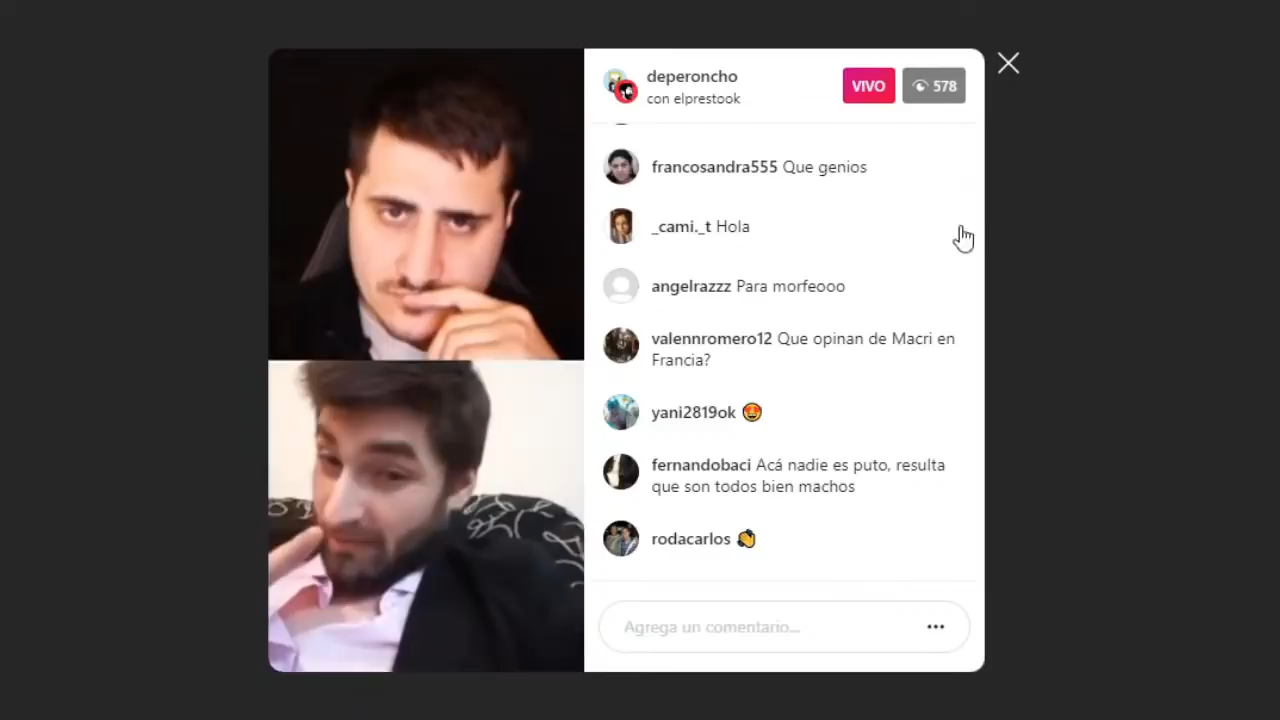 deperoncho
con elprestook
VIVO
578
francosandra555 Que genios
_cami._t Hola
angelrazzz Para morfeooo
valennromero12 Que opinan de Macri en
Francia?
yani2819ok 🤩
fernandobaci Acá nadie es puto, resulta
que son todos bien machos
rodacarlos 👏
Agrega un comentario...